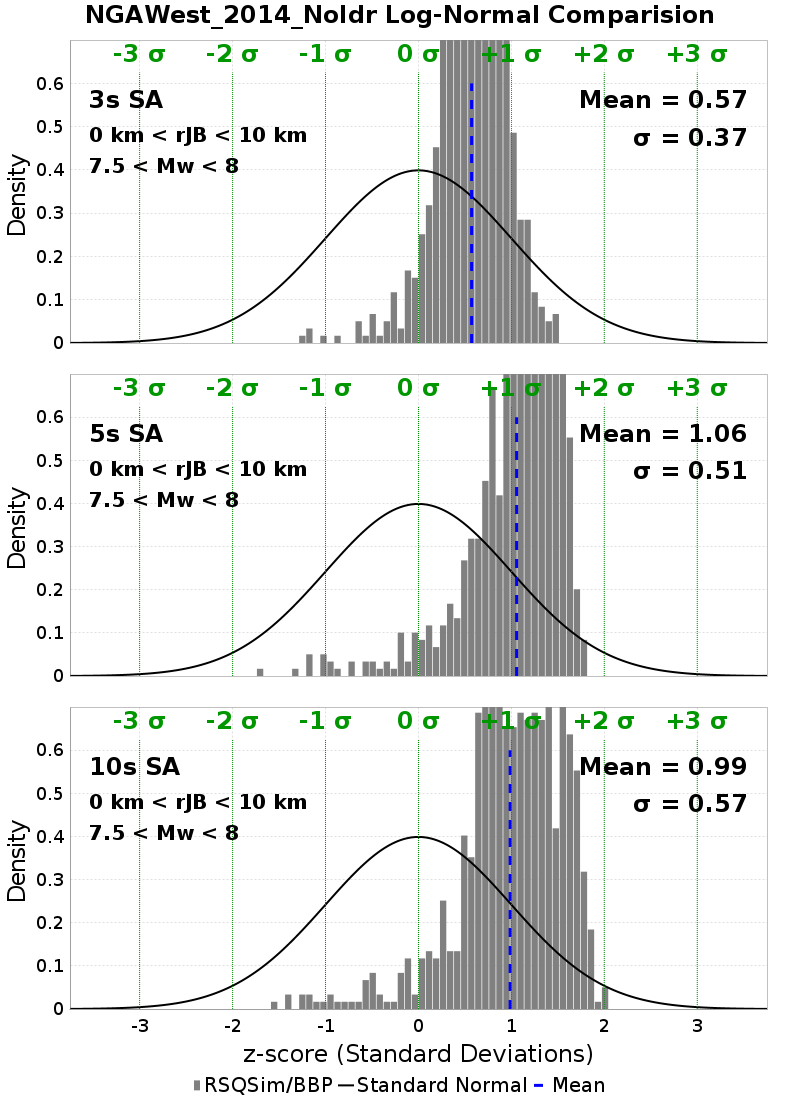 NGAWest_2014_NoIdr Log-Normal Comparision
-3 σ -2 σ -1 σ 0 σ +1 σ +2 σ +3 σ
3s SA Mean = 0.57
0 km < rJB < 10 km σ = 0.37
7.5 < Mw < 8
0.6
0.5
0.4
0.3
0.2
0.1
0
Density
-3 σ -2 σ -1 σ 0 σ +1 σ +2 σ +3 σ
5s SA Mean = 1.06
0 km < rJB < 10 km σ = 0.51
7.5 < Mw < 8
0.6
0.5
0.4
0.3
0.2
0.1
0
Density
-3 σ -2 σ -1 σ 0 σ +1 σ +2 σ +3 σ
10s SA Mean = 0.99
0 km < rJB < 10 km σ = 0.57
7.5 < Mw < 8
0.6
0.5
0.4
0.3
0.2
0.1
0
Density
-3 -2 -1 0 1 2 3
z-score (Standard Deviations)
RSQSim/BBP Standard Normal Mean